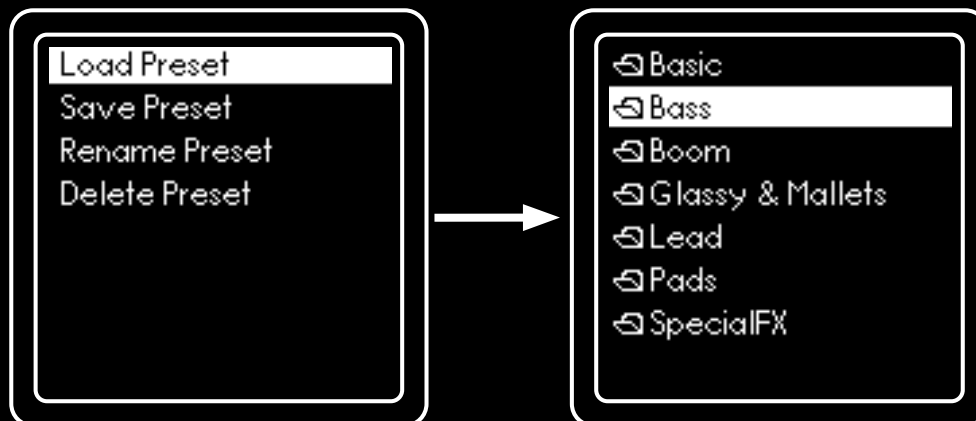 Load Preset
Save Preset
Rename Preset
Delete Preset
Basic
Bass
Boom
Glassy & Mallets
Lead
Pads
SpecialFX